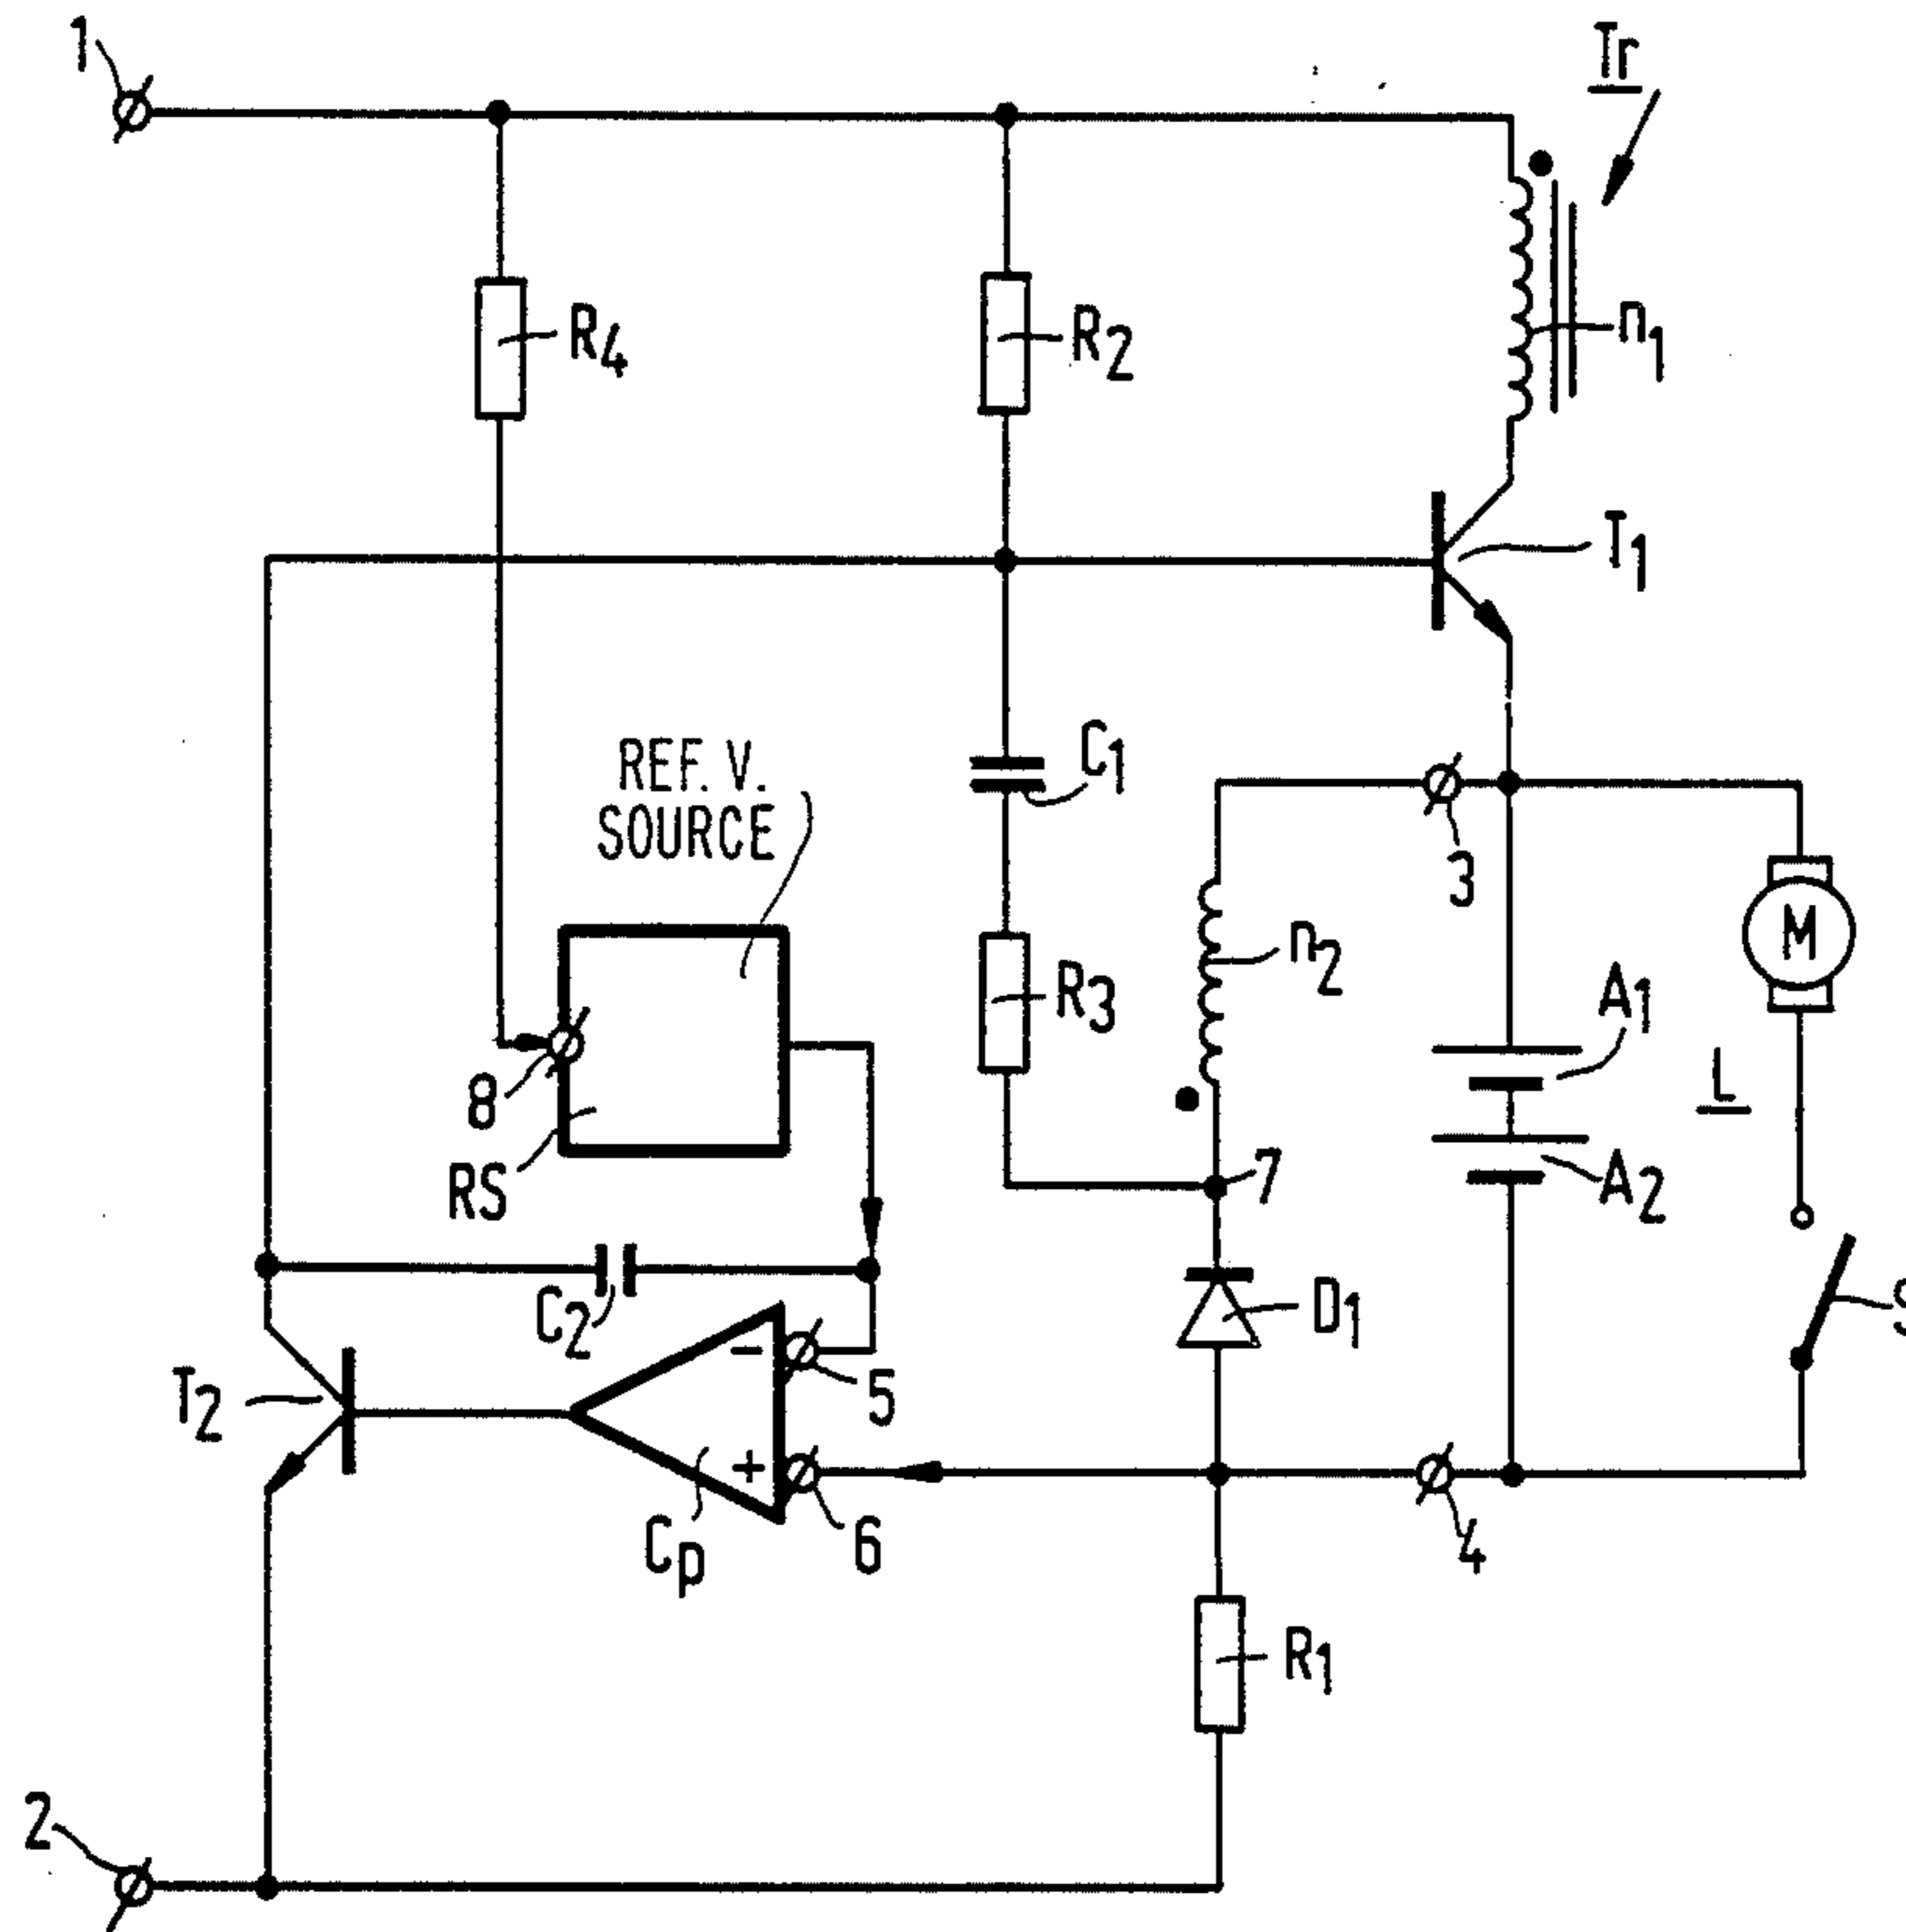 1
Tr
R4
R2
n1
T1
C1
REF. V.
SOURCE
3
M
n2
R3
A1
L
8
RS
7
A2
C2
D1
S
T2
-
5
+
6
Cp
4
R1
2